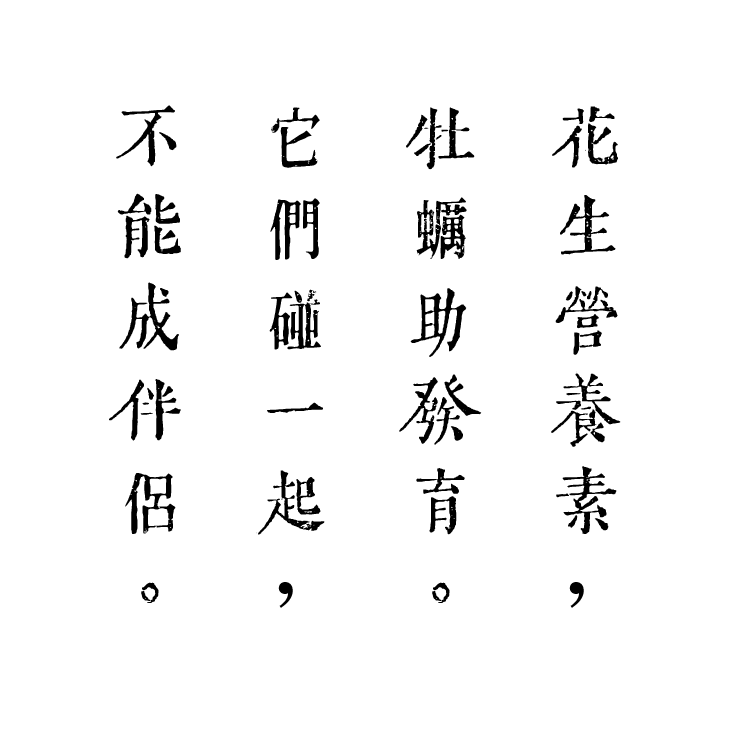 花生營養素，
牡蠣助發育。
它們碰一起，
不能成伴侶。